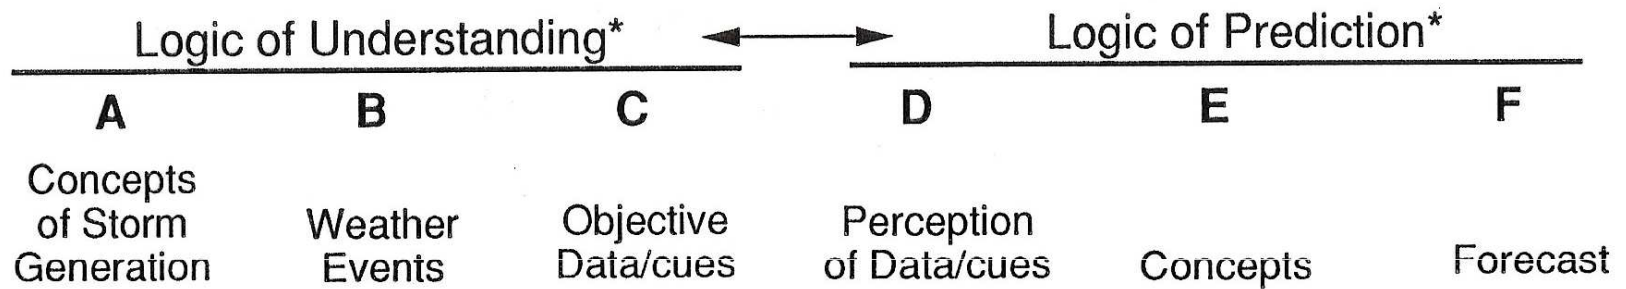 Logic of Understanding* Logic of Prediction*
A B C D E F
Concepts
of Storm Weather Objective Perception
Generation Events Data/cues of Data/cues Concepts Forecast